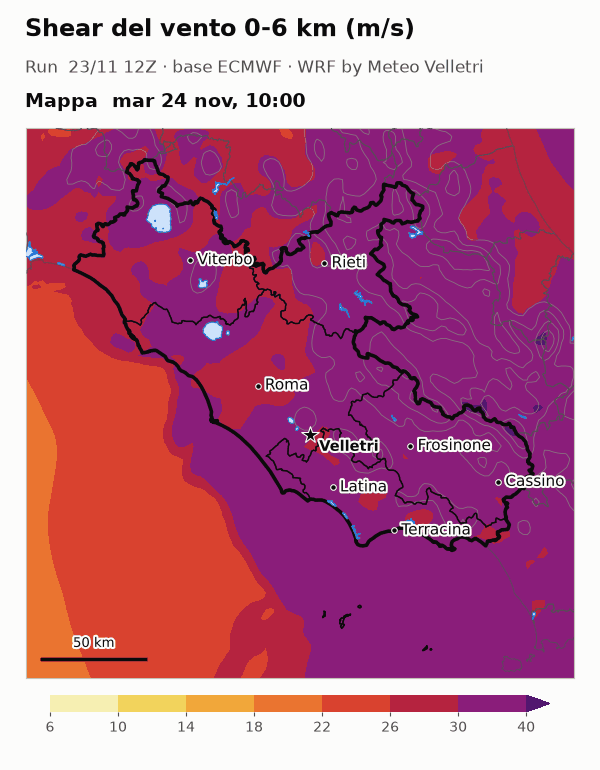 Shear del vento 0-6 km (m/s)
Run  23/11 12Z · base ECMWF · WRF by Meteo Velletri
Mappa  mar 24 nov, 10:00
Viterbo
Rieti
Roma
Velletri
Frosinone
Latina
Cassino
Terracina
50 km
6 10 14 18 22 26 30 40